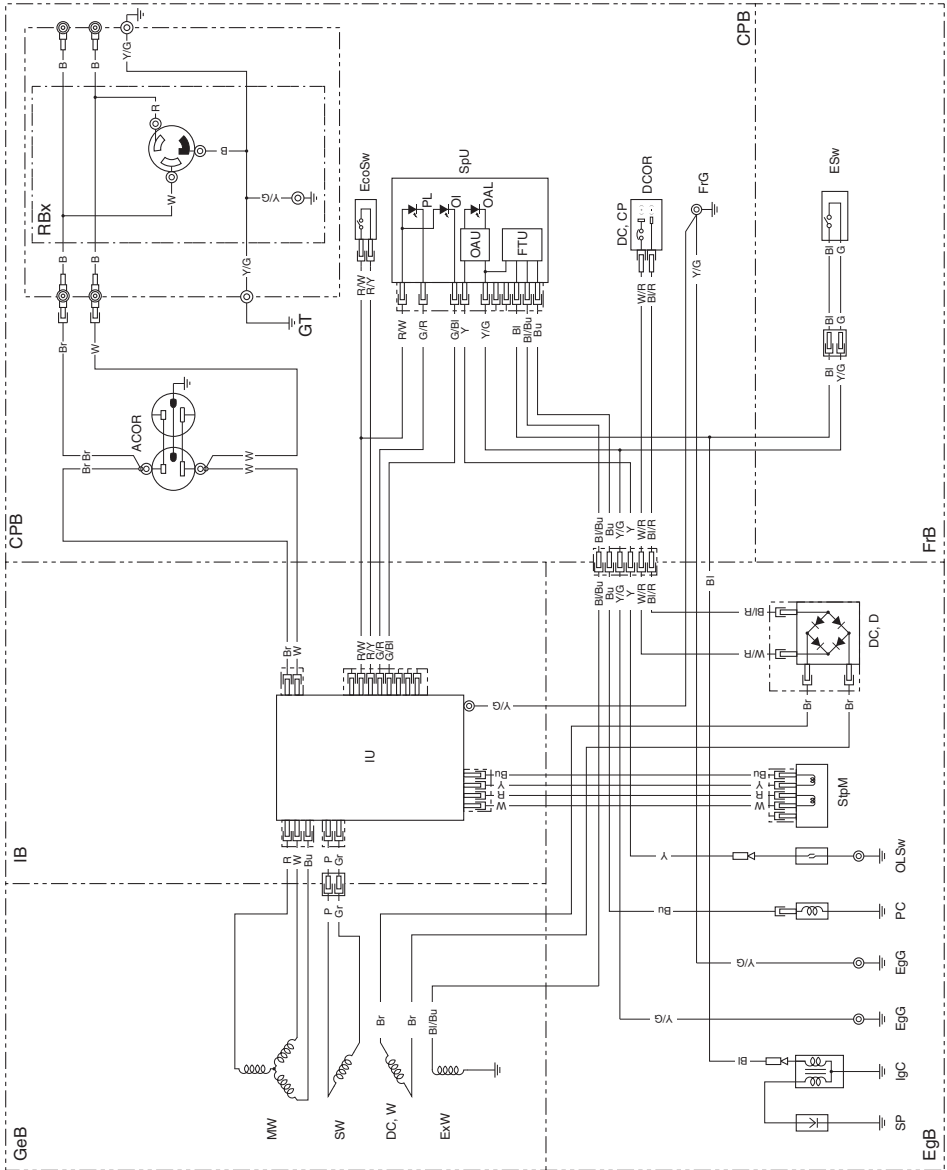 CPB
RBx
B
B
Y/G
R
W
B
Y/G
B
B
Y/G
GT
Br
W
ACOR
Br Br
Br Br
W W
W W
CPB
EcoSw
R/W
R/Y
SpU
PL
OI
OAL
OAU
FTU
R/W
G/R
G/Bl
Y
Y/G
Bl
Bl/Bu
Bu
DC, CP
DCOR
W/R
Bl/R
FrG
Y/G
ESw
Bl
G
Bl
G
Bl
Y/G
FrB
Bl/Bu
Bu
Y/G
Y
W/R
Bl/R
Bl/Bu
Bu
Y/G
Y
W/R
Bl/R
Bl
IB
Br
W
R/W
R/Y
G/R
G/Bl
IU
Y/G
R
W
Bu
P
Gr
Bu
Y
R
W
P
Gr
GeB
MW
SW
DC, W
ExW
Br
Br
Bl/Bu
EgB
Bl/R
W/R
DC, D
Br
Br
Bu
Y
R
W
StpM
Y
OLSw
Bu
PC
Y/G
EgG
Y/G
EgG
Bl
IgC
SP